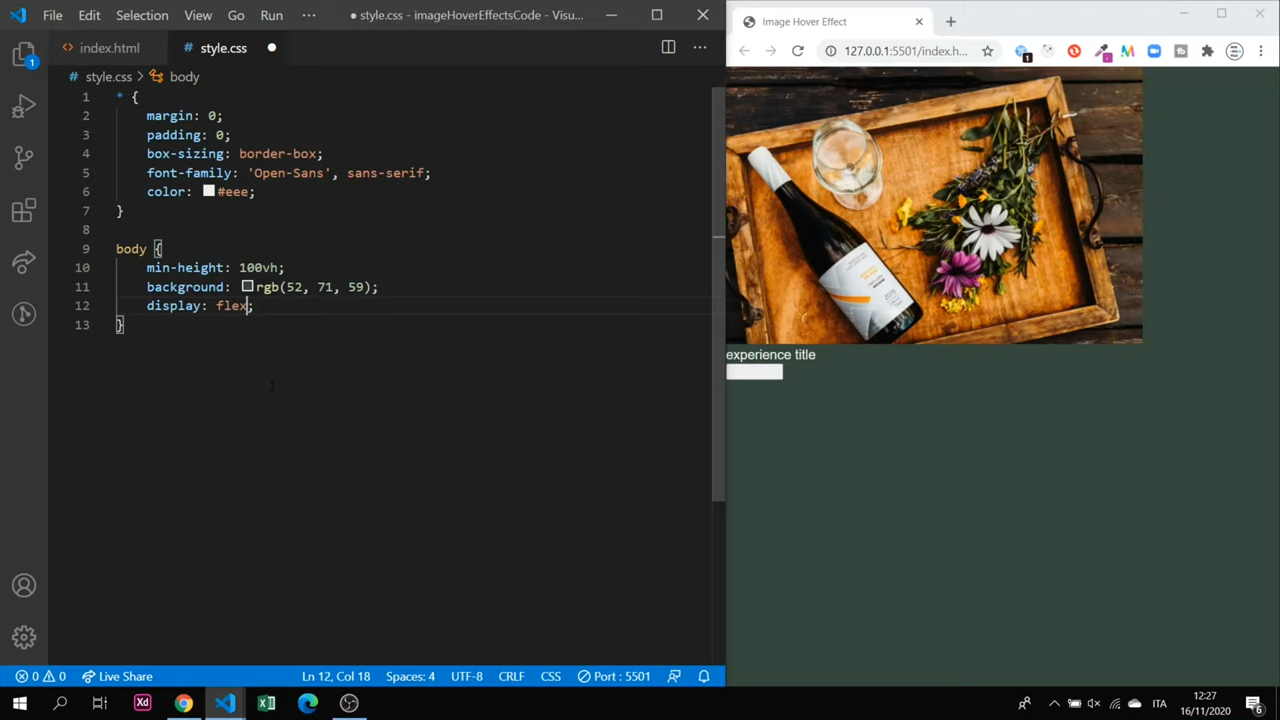 File Edit Selection View Go Run ··· ● style.css - imageHoverEffectsCode - Visu...
index.html style.css
style.css > body
1 * {
2 margin: 0;
3 padding: 0;
4 box-sizing: border-box;
5 font-family: 'Open-Sans', sans-serif;
6 color: #eee;
7 }
8
9 body {
10 min-height: 100vh;
11 background: rgb(52, 71, 59);
12 display: flex;
13 }
1
0 0 Live Share Ln 12, Col 18 Spaces: 4 UTF-8 CRLF CSS Port : 5501
Image Hover Effect
127.0.0.1:5501/index.h...
1
experience title
Xd
ITA
12:27
16/11/2020
6